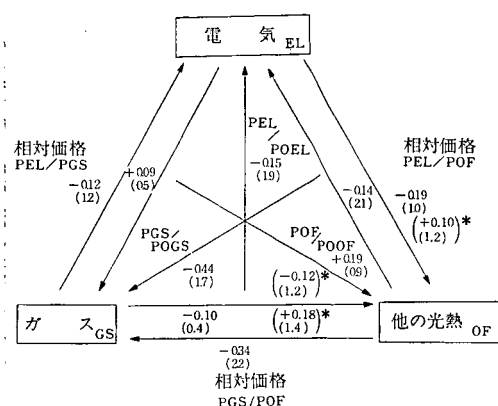 電 気 EL
相対価格
PEL/PGS
-0.12
(1.2)
+0.09
(0.5)
PEL
/
POEL
-0.15
(1.9)
-0.14
(2.1)
相対価格
PEL/POF
-0.19
(1.0)
(+0.10)*
(1.2)
PGS/
POGS
-0.44
(1.7)
POF
/POOF
+0.19
(0.9)
(-0.12)*
(1.2)
ガ ス GS
-0.10
(0.4)
(+0.18)*
(1.4)
他の光熱 OF
-0.34
(2.2)
相対価格
PGS/POF